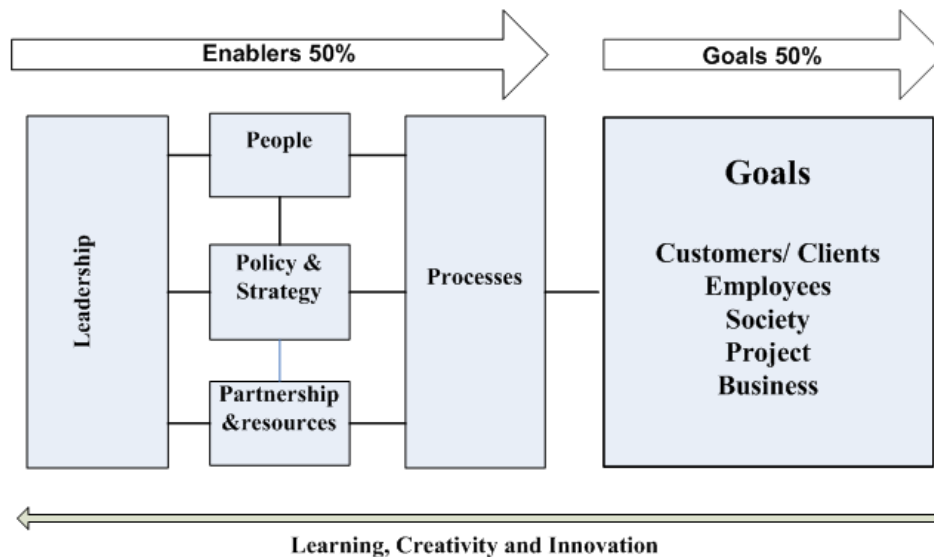 Enablers 50%
Goals 50%
Leadership
People
Policy &
Strategy
Partnership
&resources
Processes
Goals
Customers/ Clients
Employees
Society
Project
Business
Learning, Creativity and Innovation